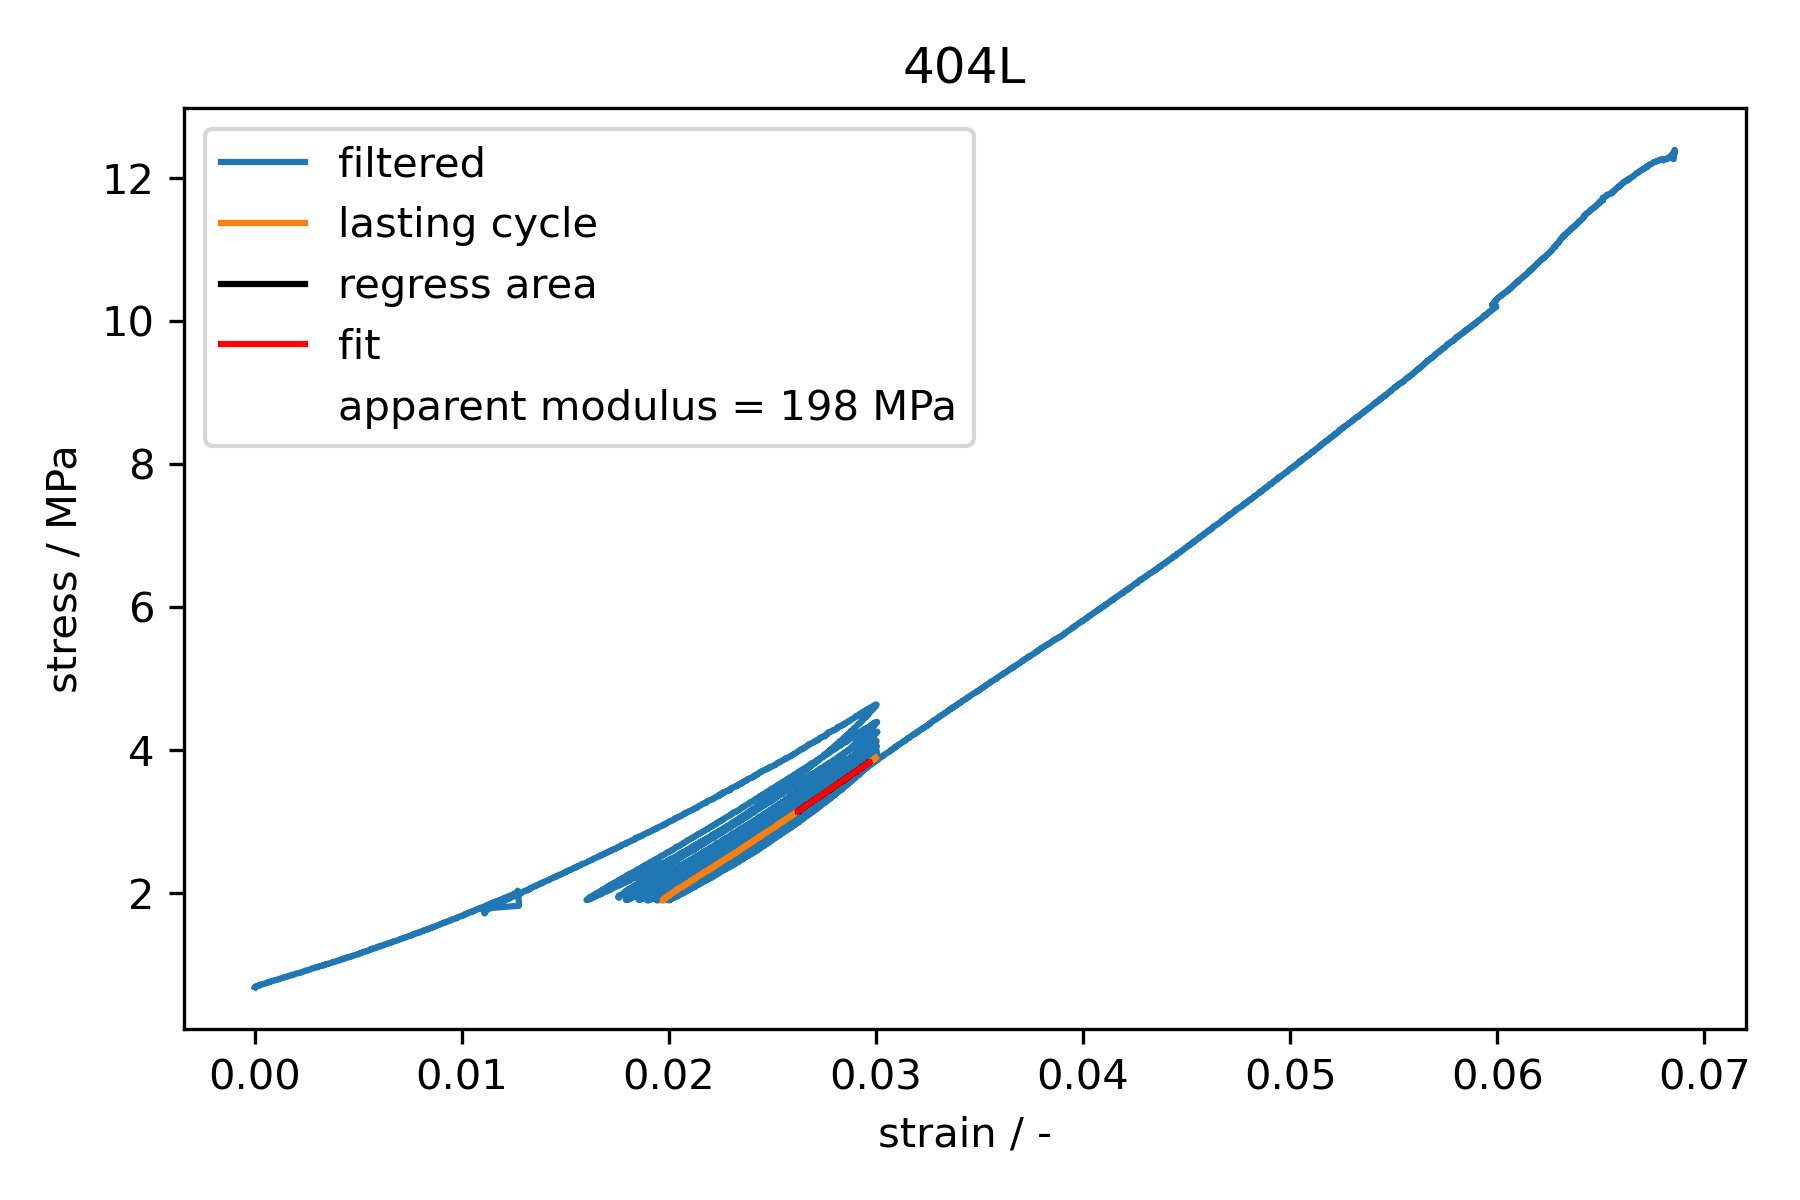 404L
filtered
lasting cycle
regress area
fit
apparent modulus = 198 MPa
stress / MPa
12
10
8
6
4
2
0.00 0.01 0.02 0.03 0.04 0.05 0.06 0.07
strain / -